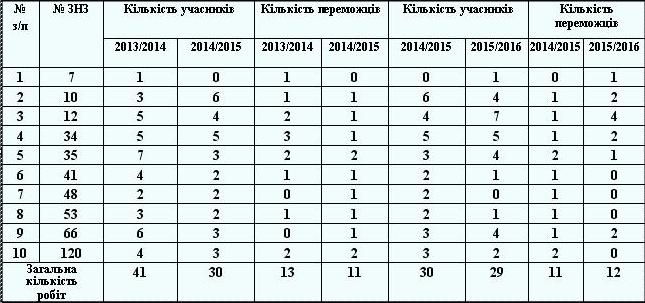 № з/п № ЗНЗ Кількість учасників Кількість переможців Кількість учасників Кількість переможців
2013/2014 2014/2015 2013/2014 2014/2015 2014/2015 2015/2016 2014/2015 2015/2016
1 7 1 0 1 0 0 1 0 1
2 10 3 6 1 1 6 4 1 2
3 12 5 4 2 1 4 7 1 4
4 34 5 5 3 1 5 5 1 2
5 35 7 3 2 2 3 4 2 1
6 41 4 2 1 1 2 1 1 0
7 48 2 2 0 1 2 0 1 0
8 53 3 2 1 1 2 1 1 0
9 66 6 3 0 1 3 4 1 2
10 120 4 3 2 2 3 2 2 0
Загальна кількість робіт 41 30 13 11 30 29 11 12